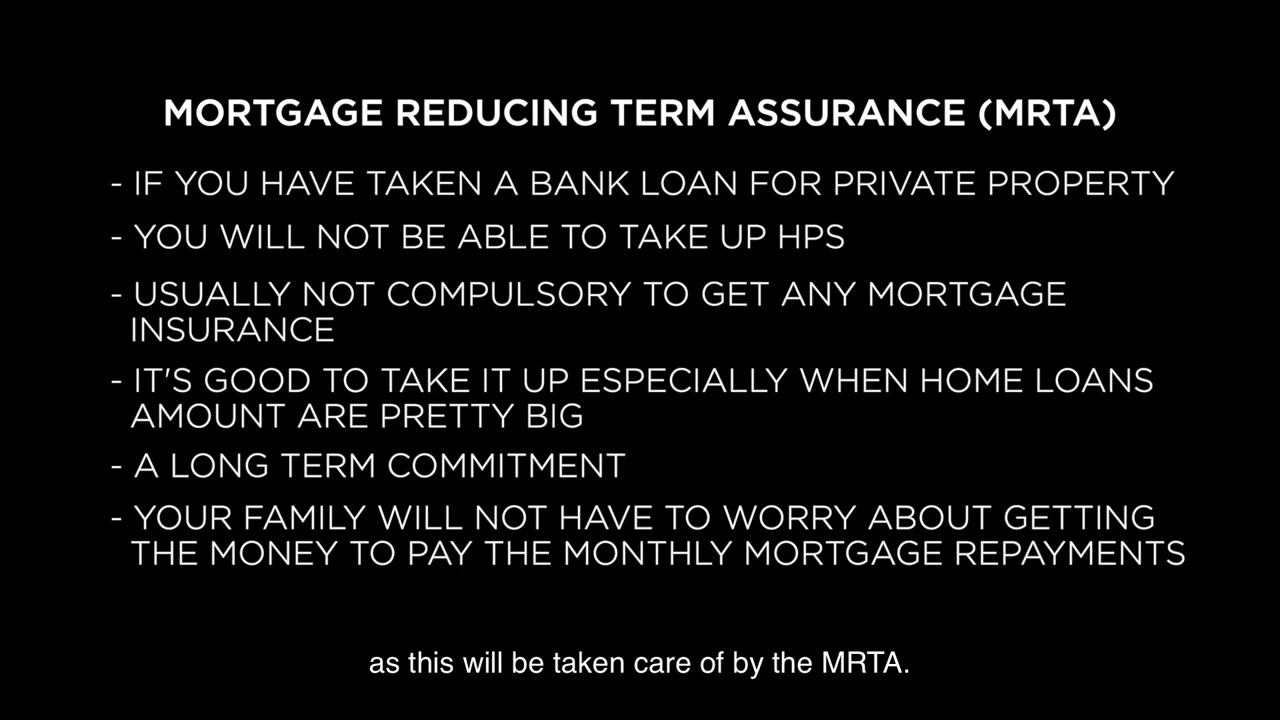 MORTGAGE REDUCING TERM ASSURANCE (MRTA)
- IF YOU HAVE TAKEN A BANK LOAN FOR PRIVATE PROPERTY
- YOU WILL NOT BE ABLE TO TAKE UP HPS
- USUALLY NOT COMPULSORY TO GET ANY MORTGAGE
INSURANCE
- IT'S GOOD TO TAKE IT UP ESPECIALLY WHEN HOME LOANS
AMOUNT ARE PRETTY BIG
- A LONG TERM COMMITMENT
- YOUR FAMILY WILL NOT HAVE TO WORRY ABOUT GETTING
THE MONEY TO PAY THE MONTHLY MORTGAGE REPAYMENTS
as this will be taken care of by the MRTA.